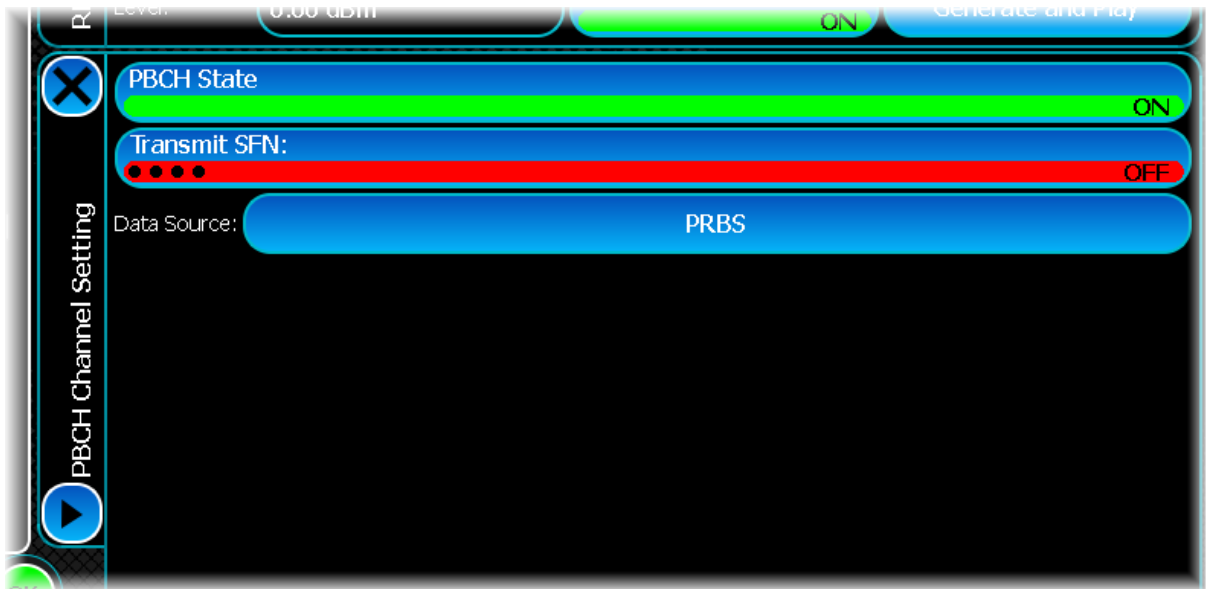 Level:
0.00 dBm
ON
Generate and Play
PBCH State
ON
Transmit SFN:
OFF
Data Source:
PRBS
PBCH Channel Setting